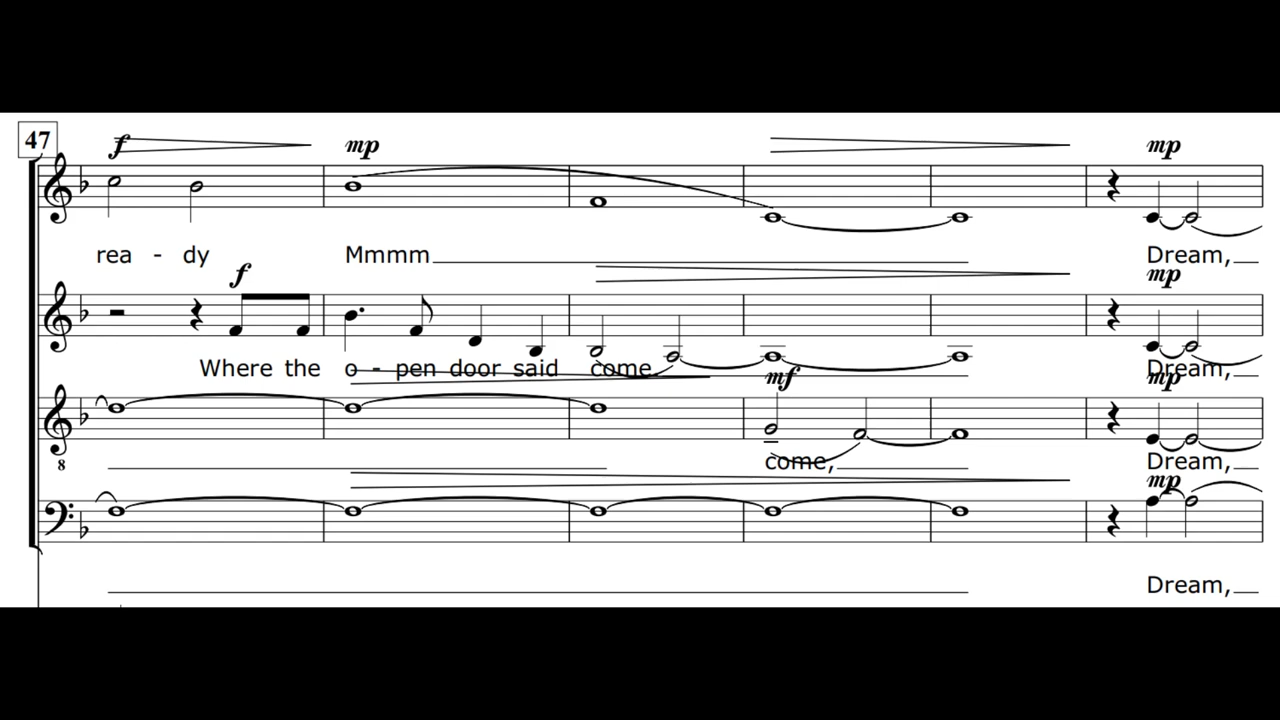 47
f mp mp
rea - dy Mmmm Dream,
f mp
Where the o - pen door said come Dream,
mf mp
8
come, Dream,
mp
Dream,